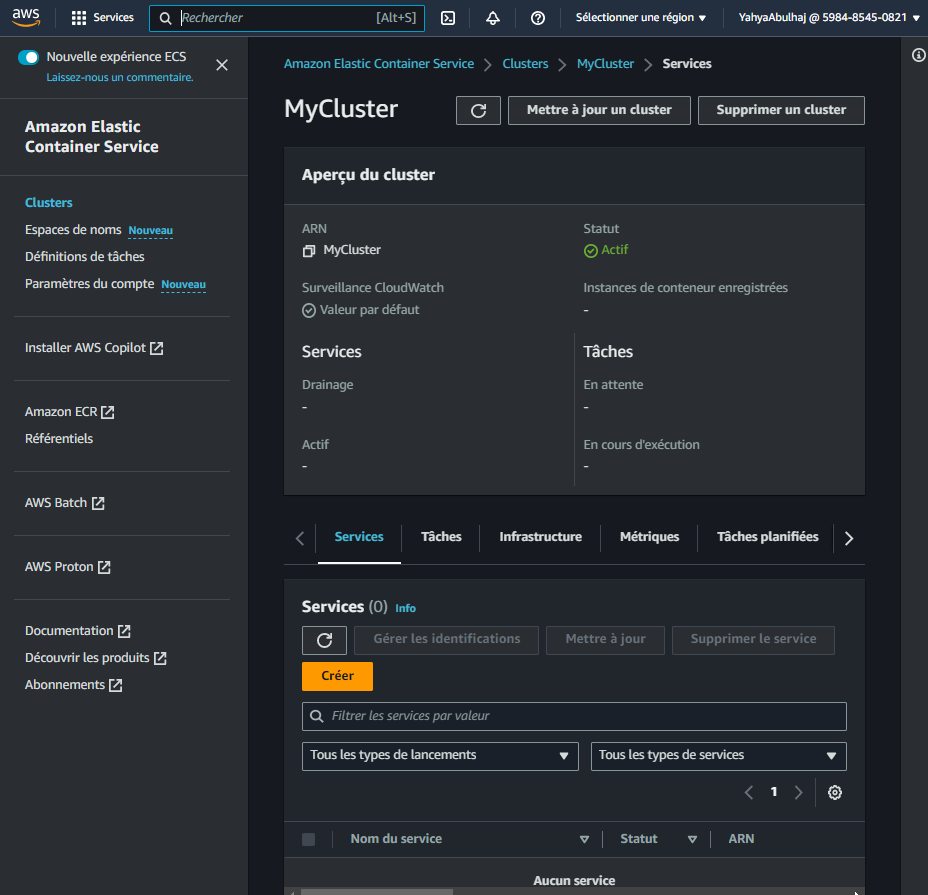 aws
Services
Rechercher
[Alt+S]
Sélectionner une région
YahyaAbulhaj @ 5984-8545-0821
Nouvelle expérience ECS
Laissez-nous un commentaire.
Amazon Elastic
Container Service
Clusters
Espaces de noms Nouveau
Définitions de tâches
Paramètres du compte Nouveau
Installer AWS Copilot
Amazon ECR
Référentiels
AWS Batch
AWS Proton
Documentation
Découvrir les produits
Abonnements
Amazon Elastic Container Service
Clusters
MyCluster
Services
MyCluster
Mettre à jour un cluster
Supprimer un cluster
Aperçu du cluster
ARN
MyCluster
Statut
Actif
Surveillance CloudWatch
Valeur par défaut
Instances de conteneur enregistrées
-
Services
Drainage
-
Actif
-
Tâches
En attente
-
En cours d'exécution
-
Services
Tâches
Infrastructure
Métriques
Tâches planifiées
Services (0) Info
Gérer les identifications
Mettre à jour
Supprimer le service
Créer
Filtrer les services par valeur
Tous les types de lancements
Tous les types de services
1
Nom du service
Statut
ARN
Aucun service